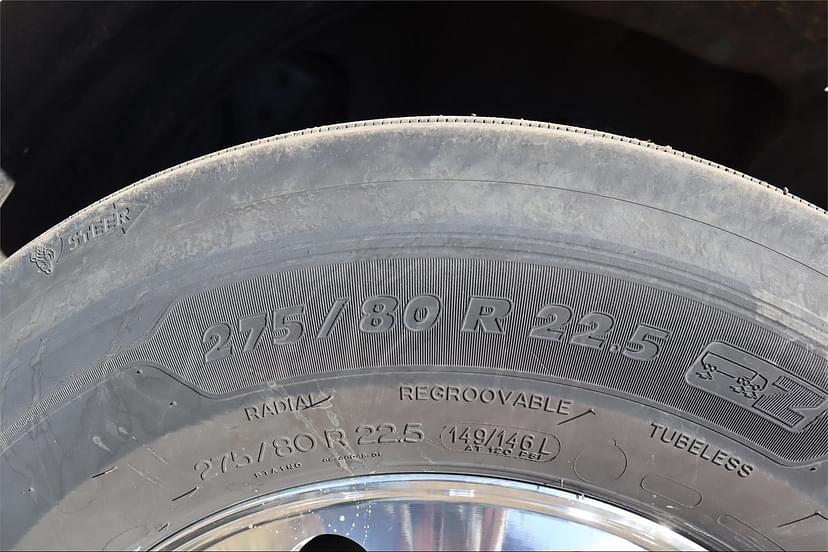 STEER
275/80 R 22.5
Z
RADIAL
REGROOVABLE
TUBELESS
275/80 R 22.5
149/146 L
AT 120 PSI